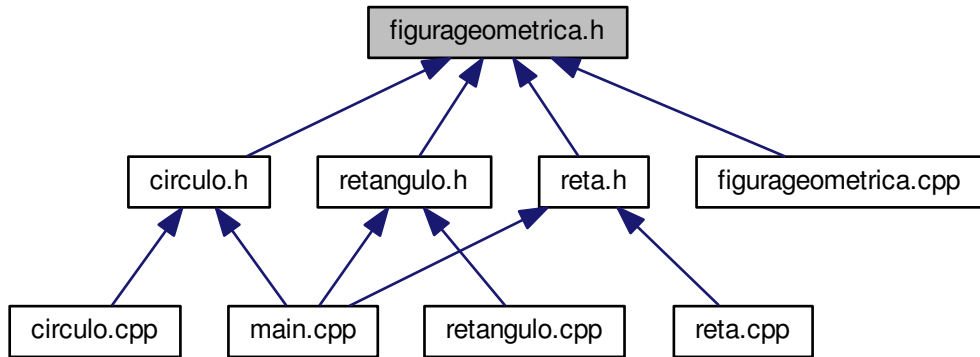 figurageometrica.h
circulo.h
retangulo.h
reta.h
figurageometrica.cpp
circulo.cpp
main.cpp
retangulo.cpp
reta.cpp